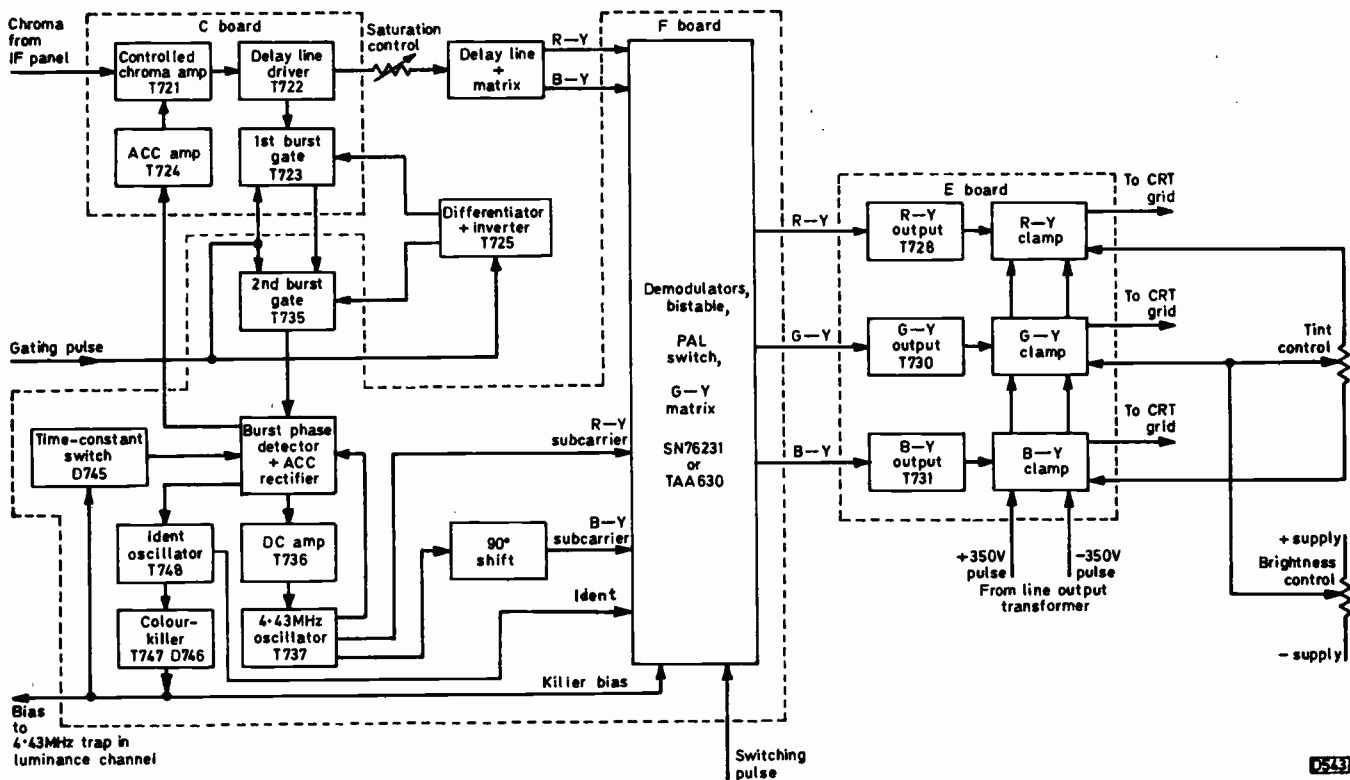 Chroma
from
IF panel
C board
Controlled
chroma amp
T721
Delay line
driver
T722
Saturation
control
Delay line
+
matrix
R—Y
B—Y
F board
ACC amp
T724
1st burst
gate
T723
Differentiator
+ inverter
T725
2nd burst
gate
T735
Gating pulse
Demodulators,
bistable,
PAL
switch,
G—Y
matrix
SN76231
or
TAA630
R—Y
G—Y
B—Y
E board
R—Y
output
T728
R—Y
clamp
To CRT
grid
G—Y
output
T730
G—Y
clamp
To CRT
grid
Tint
control
B—Y
output
T731
B—Y
clamp
To CRT
grid
+350V
pulse
−350V
pulse
From line output
transformer
+ supply
Brightness
control
− supply
Time-constant
switch
D745
Burst phase
detector
+ ACC
rectifier
R—Y
subcarrier
Ident
oscillator
T748
DC amp
T736
90°
shift
B—Y
subcarrier
Colour-
killer
T747 D746
4·43MHz
oscillator
T737
Ident
Killer bias
Bias
to
4·43MHz trap in
luminance channel
Switching
pulse
D543